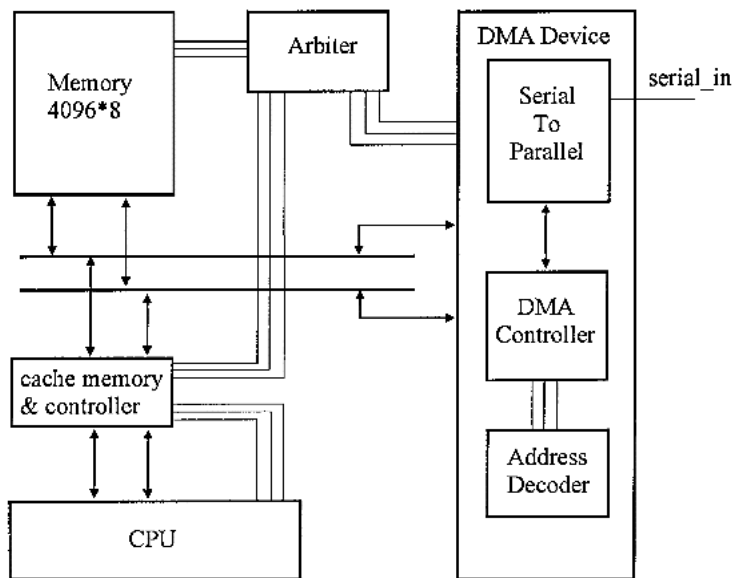 Memory
4096*8
Arbiter
DMA Device
Serial
To
Parallel
serial_in
DMA
Controller
cache memory
& controller
Address
Decoder
CPU